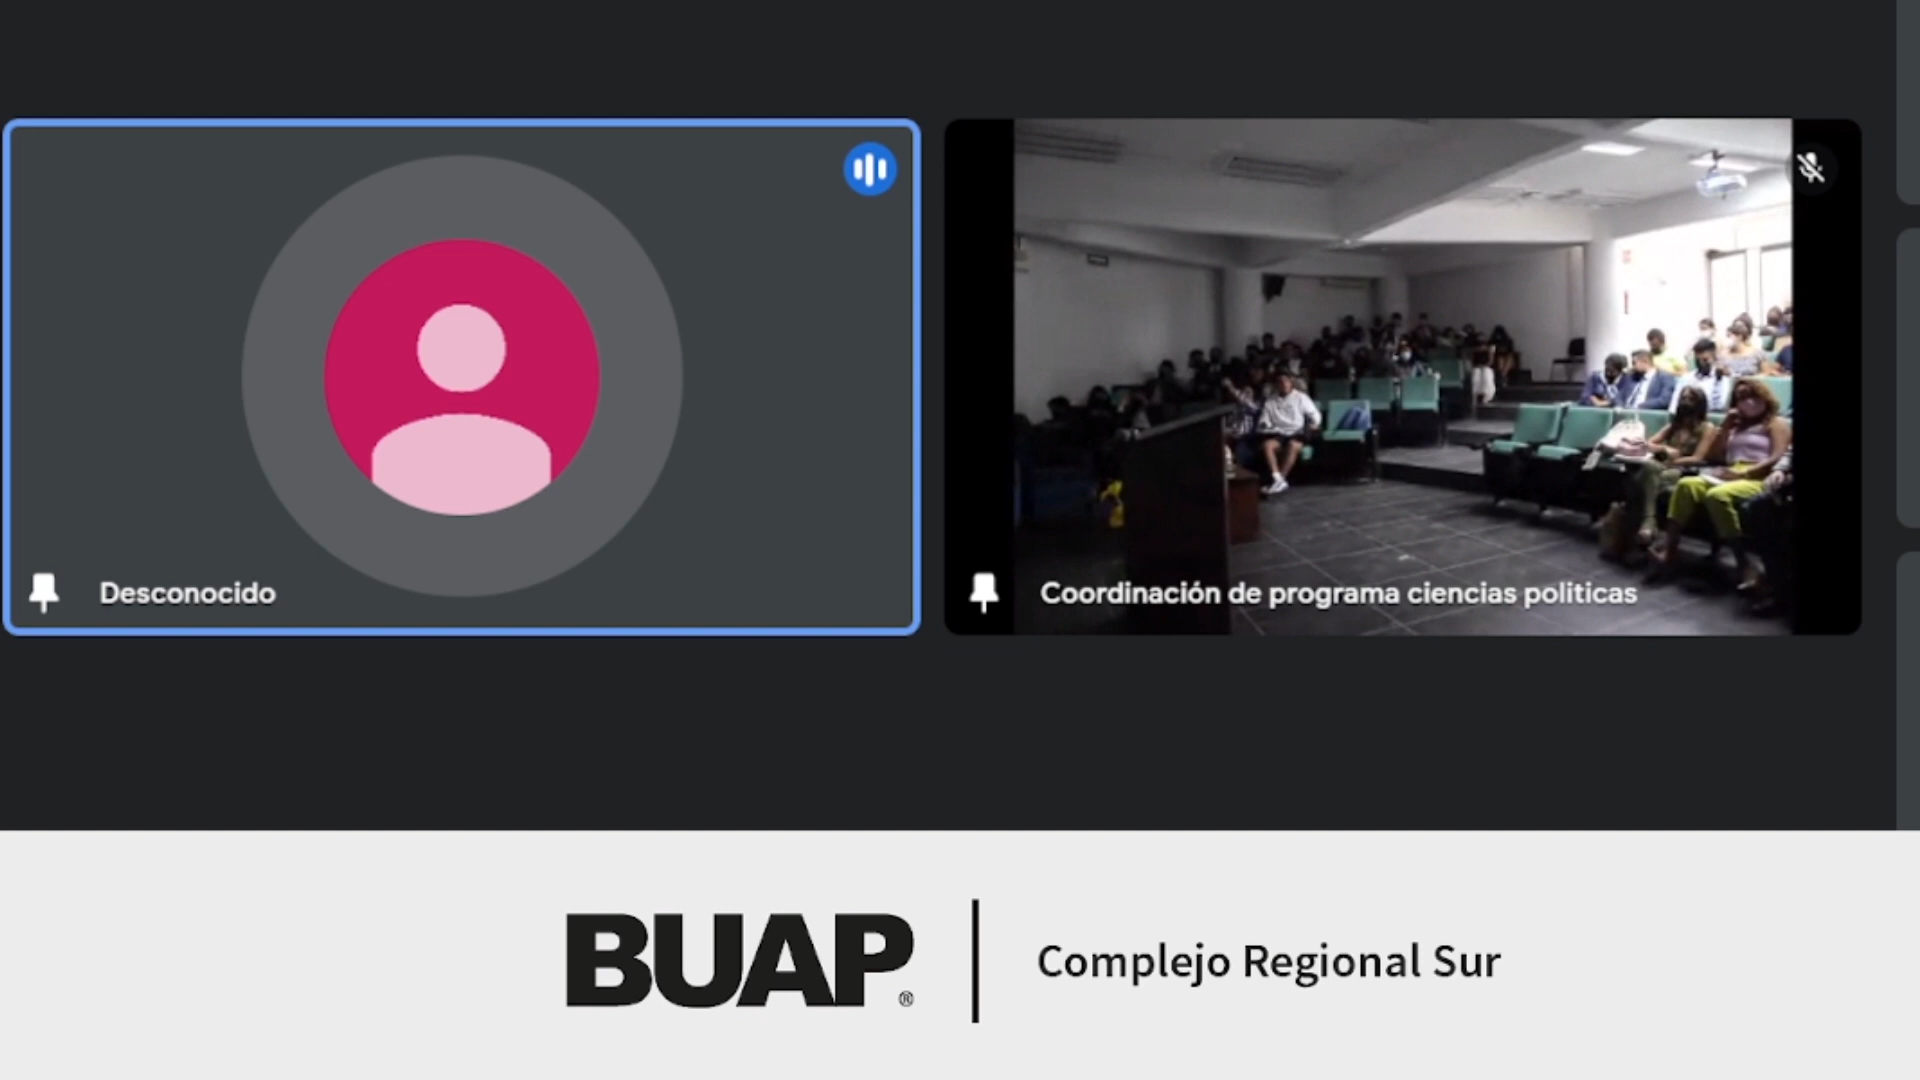 Desconocido
Coordinación de programa ciencias politicas
BUAP®
Complejo Regional Sur